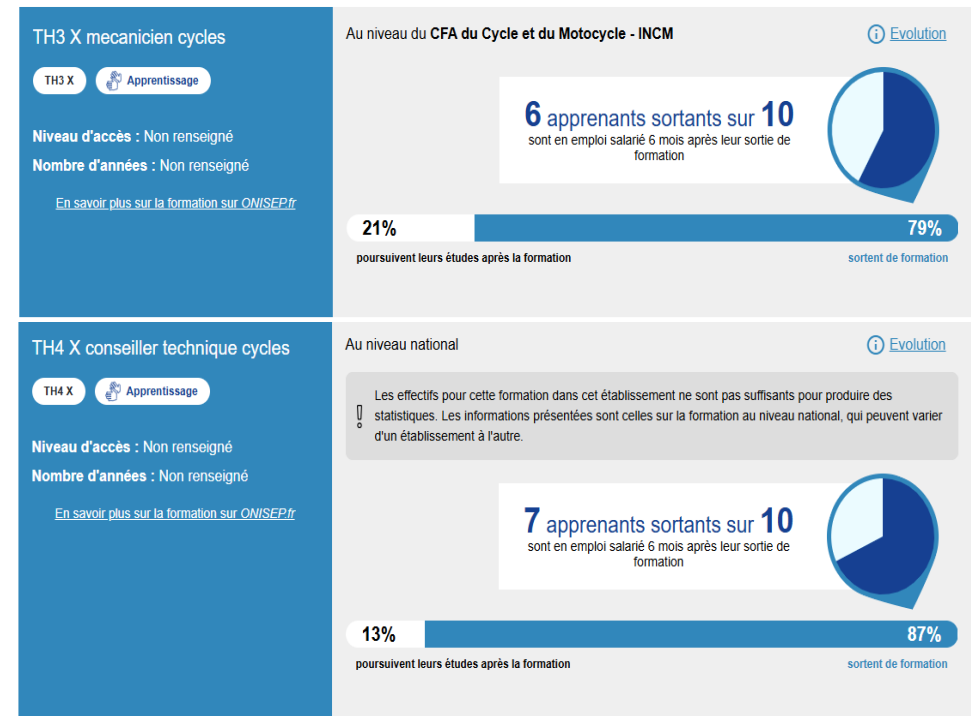 TH3 X mecanicien cycles
TH3 X
Apprentissage
Niveau d'accès : Non renseigné
Nombre d'années : Non renseigné
En savoir plus sur la formation sur ONISEP.fr
Au niveau du CFA du Cycle et du Motocycle - INCM
Evolution
6 apprenants sortants sur 10
sont en emploi salarié 6 mois après leur sortie de
formation
21%
79%
poursuivent leurs études après la formation
sortent de formation
TH4 X conseiller technique cycles
TH4 X
Apprentissage
Niveau d'accès : Non renseigné
Nombre d'années : Non renseigné
En savoir plus sur la formation sur ONISEP.fr
Au niveau national
Evolution
Les effectifs pour cette formation dans cet établissement ne sont pas suffisants pour produire des
statistiques. Les informations présentées sont celles sur la formation au niveau national, qui peuvent varier
d'un établissement à l'autre.
7 apprenants sortants sur 10
sont en emploi salarié 6 mois après leur sortie de
formation
13%
87%
poursuivent leurs études après la formation
sortent de formation